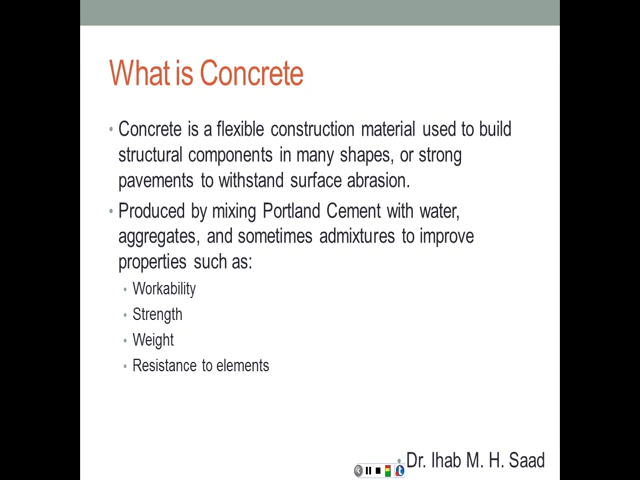 What is Concrete
• Concrete is a flexible construction material used to build
structural components in many shapes, or strong
pavements to withstand surface abrasion.
• Produced by mixing Portland Cement with water,
aggregates, and sometimes admixtures to improve
properties such as:
• Workability
• Strength
• Weight
• Resistance to elements
• Dr. Ihab M. H. Saad